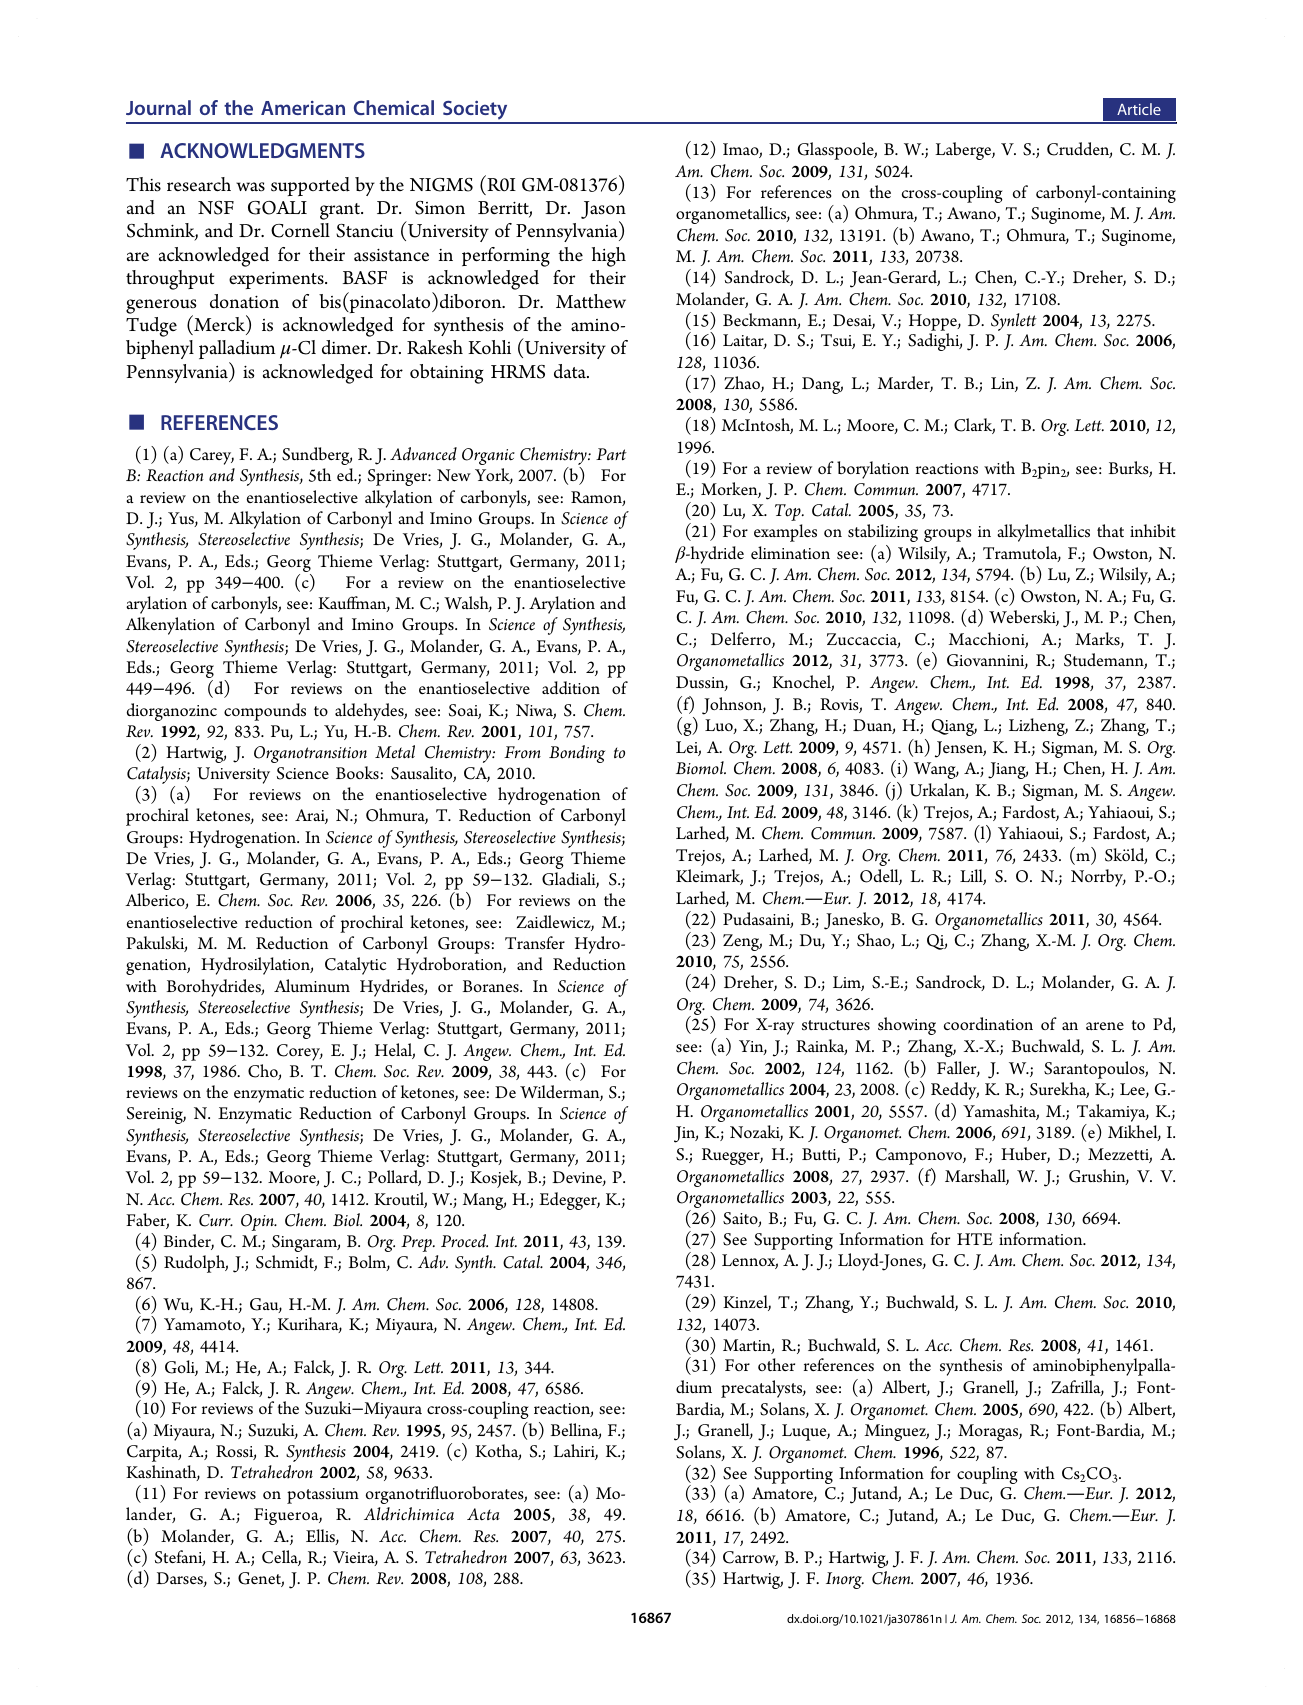 Journal of the American Chemical Society
Article
■ ACKNOWLEDGMENTS
This research was supported by the NIGMS (R0I GM-081376)
and an NSF GOALI grant. Dr. Simon Berritt, Dr. Jason
Schmink, and Dr. Cornell Stanciu (University of Pennsylvania)
are acknowledged for their assistance in performing the high
throughput experiments. BASF is acknowledged for their
generous donation of bis(pinacolato)diboron. Dr. Matthew
Tudge (Merck) is acknowledged for synthesis of the amino-
biphenyl palladium μ-Cl dimer. Dr. Rakesh Kohli (University of
Pennsylvania) is acknowledged for obtaining HRMS data.
■ REFERENCES
(1) (a) Carey, F. A.; Sundberg, R. J. Advanced Organic Chemistry: Part
B: Reaction and Synthesis, 5th ed.; Springer: New York, 2007. (b) For
a review on the enantioselective alkylation of carbonyls, see: Ramon,
D. J.; Yus, M. Alkylation of Carbonyl and Imino Groups. In Science of
Synthesis, Stereoselective Synthesis; De Vries, J. G., Molander, G. A.,
Evans, P. A., Eds.; Georg Thieme Verlag: Stuttgart, Germany, 2011;
Vol. 2, pp 349−400. (c) For a review on the enantioselective
arylation of carbonyls, see: Kauffman, M. C.; Walsh, P. J. Arylation and
Alkenylation of Carbonyl and Imino Groups. In Science of Synthesis,
Stereoselective Synthesis; De Vries, J. G., Molander, G. A., Evans, P. A.,
Eds.; Georg Thieme Verlag: Stuttgart, Germany, 2011; Vol. 2, pp
449−496. (d) For reviews on the enantioselective addition of
diorganozinc compounds to aldehydes, see: Soai, K.; Niwa, S. Chem.
Rev. 1992, 92, 833. Pu, L.; Yu, H.-B. Chem. Rev. 2001, 101, 757.
(2) Hartwig, J. Organotransition Metal Chemistry: From Bonding to
Catalysis; University Science Books: Sausalito, CA, 2010.
(3) (a) For reviews on the enantioselective hydrogenation of
prochiral ketones, see: Arai, N.; Ohmura, T. Reduction of Carbonyl
Groups: Hydrogenation. In Science of Synthesis, Stereoselective Synthesis;
De Vries, J. G., Molander, G. A., Evans, P. A., Eds.; Georg Thieme
Verlag: Stuttgart, Germany, 2011; Vol. 2, pp 59−132. Gladiali, S.;
Alberico, E. Chem. Soc. Rev. 2006, 35, 226. (b) For reviews on the
enantioselective reduction of prochiral ketones, see: Zaidlewicz, M.;
Pakulski, M. M. Reduction of Carbonyl Groups: Transfer Hydro-
genation, Hydrosilylation, Catalytic Hydroboration, and Reduction
with Borohydrides, Aluminum Hydrides, or Boranes. In Science of
Synthesis, Stereoselective Synthesis; De Vries, J. G., Molander, G. A.,
Evans, P. A., Eds.; Georg Thieme Verlag: Stuttgart, Germany, 2011;
Vol. 2, pp 59−132. Corey, E. J.; Helal, C. J. Angew. Chem., Int. Ed.
1998, 37, 1986. Cho, B. T. Chem. Soc. Rev. 2009, 38, 443. (c) For
reviews on the enzymatic reduction of ketones, see: De Wilderman, S.;
Sereinig, N. Enzymatic Reduction of Carbonyl Groups. In Science of
Synthesis, Stereoselective Synthesis; De Vries, J. G., Molander, G. A.,
Evans, P. A., Eds.; Georg Thieme Verlag: Stuttgart, Germany, 2011;
Vol. 2, pp 59−132. Moore, J. C.; Pollard, D. J.; Kosjek, B.; Devine, P.
N. Acc. Chem. Res. 2007, 40, 1412. Kroutil, W.; Mang, H.; Edegger, K.;
Faber, K. Curr. Opin. Chem. Biol. 2004, 8, 120.
(4) Binder, C. M.; Singaram, B. Org. Prep. Proced. Int. 2011, 43, 139.
(5) Rudolph, J.; Schmidt, F.; Bolm, C. Adv. Synth. Catal. 2004, 346,
867.
(6) Wu, K.-H.; Gau, H.-M. J. Am. Chem. Soc. 2006, 128, 14808.
(7) Yamamoto, Y.; Kurihara, K.; Miyaura, N. Angew. Chem., Int. Ed.
2009, 48, 4414.
(8) Goli, M.; He, A.; Falck, J. R. Org. Lett. 2011, 13, 344.
(9) He, A.; Falck, J. R. Angew. Chem., Int. Ed. 2008, 47, 6586.
(10) For reviews of the Suzuki−Miyaura cross-coupling reaction, see:
(a) Miyaura, N.; Suzuki, A. Chem. Rev. 1995, 95, 2457. (b) Bellina, F.;
Carpita, A.; Rossi, R. Synthesis 2004, 2419. (c) Kotha, S.; Lahiri, K.;
Kashinath, D. Tetrahedron 2002, 58, 9633.
(11) For reviews on potassium organotrifluoroborates, see: (a) Mo-
lander, G. A.; Figueroa, R. Aldrichimica Acta 2005, 38, 49.
(b) Molander, G. A.; Ellis, N. Acc. Chem. Res. 2007, 40, 275.
(c) Stefani, H. A.; Cella, R.; Vieira, A. S. Tetrahedron 2007, 63, 3623.
(d) Darses, S.; Genet, J. P. Chem. Rev. 2008, 108, 288.
(12) Imao, D.; Glasspoole, B. W.; Laberge, V. S.; Crudden, C. M. J.
Am. Chem. Soc. 2009, 131, 5024.
(13) For references on the cross-coupling of carbonyl-containing
organometallics, see: (a) Ohmura, T.; Awano, T.; Suginome, M. J. Am.
Chem. Soc. 2010, 132, 13191. (b) Awano, T.; Ohmura, T.; Suginome,
M. J. Am. Chem. Soc. 2011, 133, 20738.
(14) Sandrock, D. L.; Jean-Gerard, L.; Chen, C.-Y.; Dreher, S. D.;
Molander, G. A. J. Am. Chem. Soc. 2010, 132, 17108.
(15) Beckmann, E.; Desai, V.; Hoppe, D. Synlett 2004, 13, 2275.
(16) Laitar, D. S.; Tsui, E. Y.; Sadighi, J. P. J. Am. Chem. Soc. 2006,
128, 11036.
(17) Zhao, H.; Dang, L.; Marder, T. B.; Lin, Z. J. Am. Chem. Soc.
2008, 130, 5586.
(18) McIntosh, M. L.; Moore, C. M.; Clark, T. B. Org. Lett. 2010, 12,
1996.
(19) For a review of borylation reactions with B₂pin₂, see: Burks, H.
E.; Morken, J. P. Chem. Commun. 2007, 4717.
(20) Lu, X. Top. Catal. 2005, 35, 73.
(21) For examples on stabilizing groups in alkylmetallics that inhibit
β-hydride elimination see: (a) Wilsily, A.; Tramutola, F.; Owston, N.
A.; Fu, G. C. J. Am. Chem. Soc. 2012, 134, 5794. (b) Lu, Z.; Wilsily, A.;
Fu, G. C. J. Am. Chem. Soc. 2011, 133, 8154. (c) Owston, N. A.; Fu, G.
C. J. Am. Chem. Soc. 2010, 132, 11098. (d) Weberski, J., M. P.; Chen,
C.; Delferro, M.; Zuccaccia, C.; Macchioni, A.; Marks, T. J.
Organometallics 2012, 31, 3773. (e) Giovannini, R.; Studemann, T.;
Dussin, G.; Knochel, P. Angew. Chem., Int. Ed. 1998, 37, 2387.
(f) Johnson, J. B.; Rovis, T. Angew. Chem., Int. Ed. 2008, 47, 840.
(g) Luo, X.; Zhang, H.; Duan, H.; Qiang, L.; Lizheng, Z.; Zhang, T.;
Lei, A. Org. Lett. 2009, 9, 4571. (h) Jensen, K. H.; Sigman, M. S. Org.
Biomol. Chem. 2008, 6, 4083. (i) Wang, A.; Jiang, H.; Chen, H. J. Am.
Chem. Soc. 2009, 131, 3846. (j) Urkalan, K. B.; Sigman, M. S. Angew.
Chem., Int. Ed. 2009, 48, 3146. (k) Trejos, A.; Fardost, A.; Yahiaoui, S.;
Larhed, M. Chem. Commun. 2009, 7587. (l) Yahiaoui, S.; Fardost, A.;
Trejos, A.; Larhed, M. J. Org. Chem. 2011, 76, 2433. (m) Sköld, C.;
Kleimark, J.; Trejos, A.; Odell, L. R.; Lill, S. O. N.; Norrby, P.-O.;
Larhed, M. Chem.—Eur. J. 2012, 18, 4174.
(22) Pudasaini, B.; Janesko, B. G. Organometallics 2011, 30, 4564.
(23) Zeng, M.; Du, Y.; Shao, L.; Qi, C.; Zhang, X.-M. J. Org. Chem.
2010, 75, 2556.
(24) Dreher, S. D.; Lim, S.-E.; Sandrock, D. L.; Molander, G. A. J.
Org. Chem. 2009, 74, 3626.
(25) For X-ray structures showing coordination of an arene to Pd,
see: (a) Yin, J.; Rainka, M. P.; Zhang, X.-X.; Buchwald, S. L. J. Am.
Chem. Soc. 2002, 124, 1162. (b) Faller, J. W.; Sarantopoulos, N.
Organometallics 2004, 23, 2008. (c) Reddy, K. R.; Surekha, K.; Lee, G.-
H. Organometallics 2001, 20, 5557. (d) Yamashita, M.; Takamiya, K.;
Jin, K.; Nozaki, K. J. Organomet. Chem. 2006, 691, 3189. (e) Mikhel, I.
S.; Ruegger, H.; Butti, P.; Camponovo, F.; Huber, D.; Mezzetti, A.
Organometallics 2008, 27, 2937. (f) Marshall, W. J.; Grushin, V. V.
Organometallics 2003, 22, 555.
(26) Saito, B.; Fu, G. C. J. Am. Chem. Soc. 2008, 130, 6694.
(27) See Supporting Information for HTE information.
(28) Lennox, A. J. J.; Lloyd-Jones, G. C. J. Am. Chem. Soc. 2012, 134,
7431.
(29) Kinzel, T.; Zhang, Y.; Buchwald, S. L. J. Am. Chem. Soc. 2010,
132, 14073.
(30) Martin, R.; Buchwald, S. L. Acc. Chem. Res. 2008, 41, 1461.
(31) For other references on the synthesis of aminobiphenylpalla-
dium precatalysts, see: (a) Albert, J.; Granell, J.; Zafrilla, J.; Font-
Bardia, M.; Solans, X. J. Organomet. Chem. 2005, 690, 422. (b) Albert,
J.; Granell, J.; Luque, A.; Minguez, J.; Moragas, R.; Font-Bardia, M.;
Solans, X. J. Organomet. Chem. 1996, 522, 87.
(32) See Supporting Information for coupling with Cs₂CO₃.
(33) (a) Amatore, C.; Jutand, A.; Le Duc, G. Chem.—Eur. J. 2012,
18, 6616. (b) Amatore, C.; Jutand, A.; Le Duc, G. Chem.—Eur. J.
2011, 17, 2492.
(34) Carrow, B. P.; Hartwig, J. F. J. Am. Chem. Soc. 2011, 133, 2116.
(35) Hartwig, J. F. Inorg. Chem. 2007, 46, 1936.
16867
dx.doi.org/10.1021/ja307861n | J. Am. Chem. Soc. 2012, 134, 16856−16868